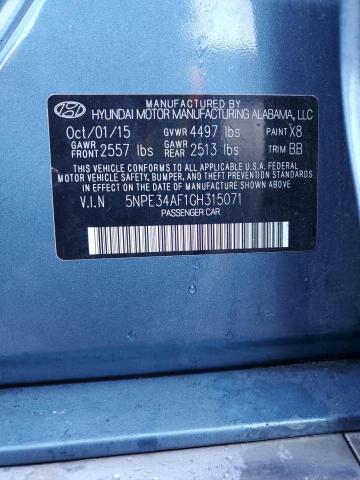 MANUFACTURED BY
HYUNDAI MOTOR MANUFACTURING ALABAMA, LLC
Oct/01/15 GVWR 4497 lbs PAINT X8
GAWR FRONT 2557 lbs GAWR REAR 2513 lbs TRIM BB
THIS VEHICLE CONFORMS TO ALL APPLICABLE U.S.A. FEDERAL
MOTOR VEHICLE SAFETY, BUMPER, AND THEFT PREVENTION
STANDARDS IN EFFECT ON THE DATE OF MANUFACTURE SHOWN ABOVE.
V.I.N 5NPE34AF1GH315071
PASSENGER CAR